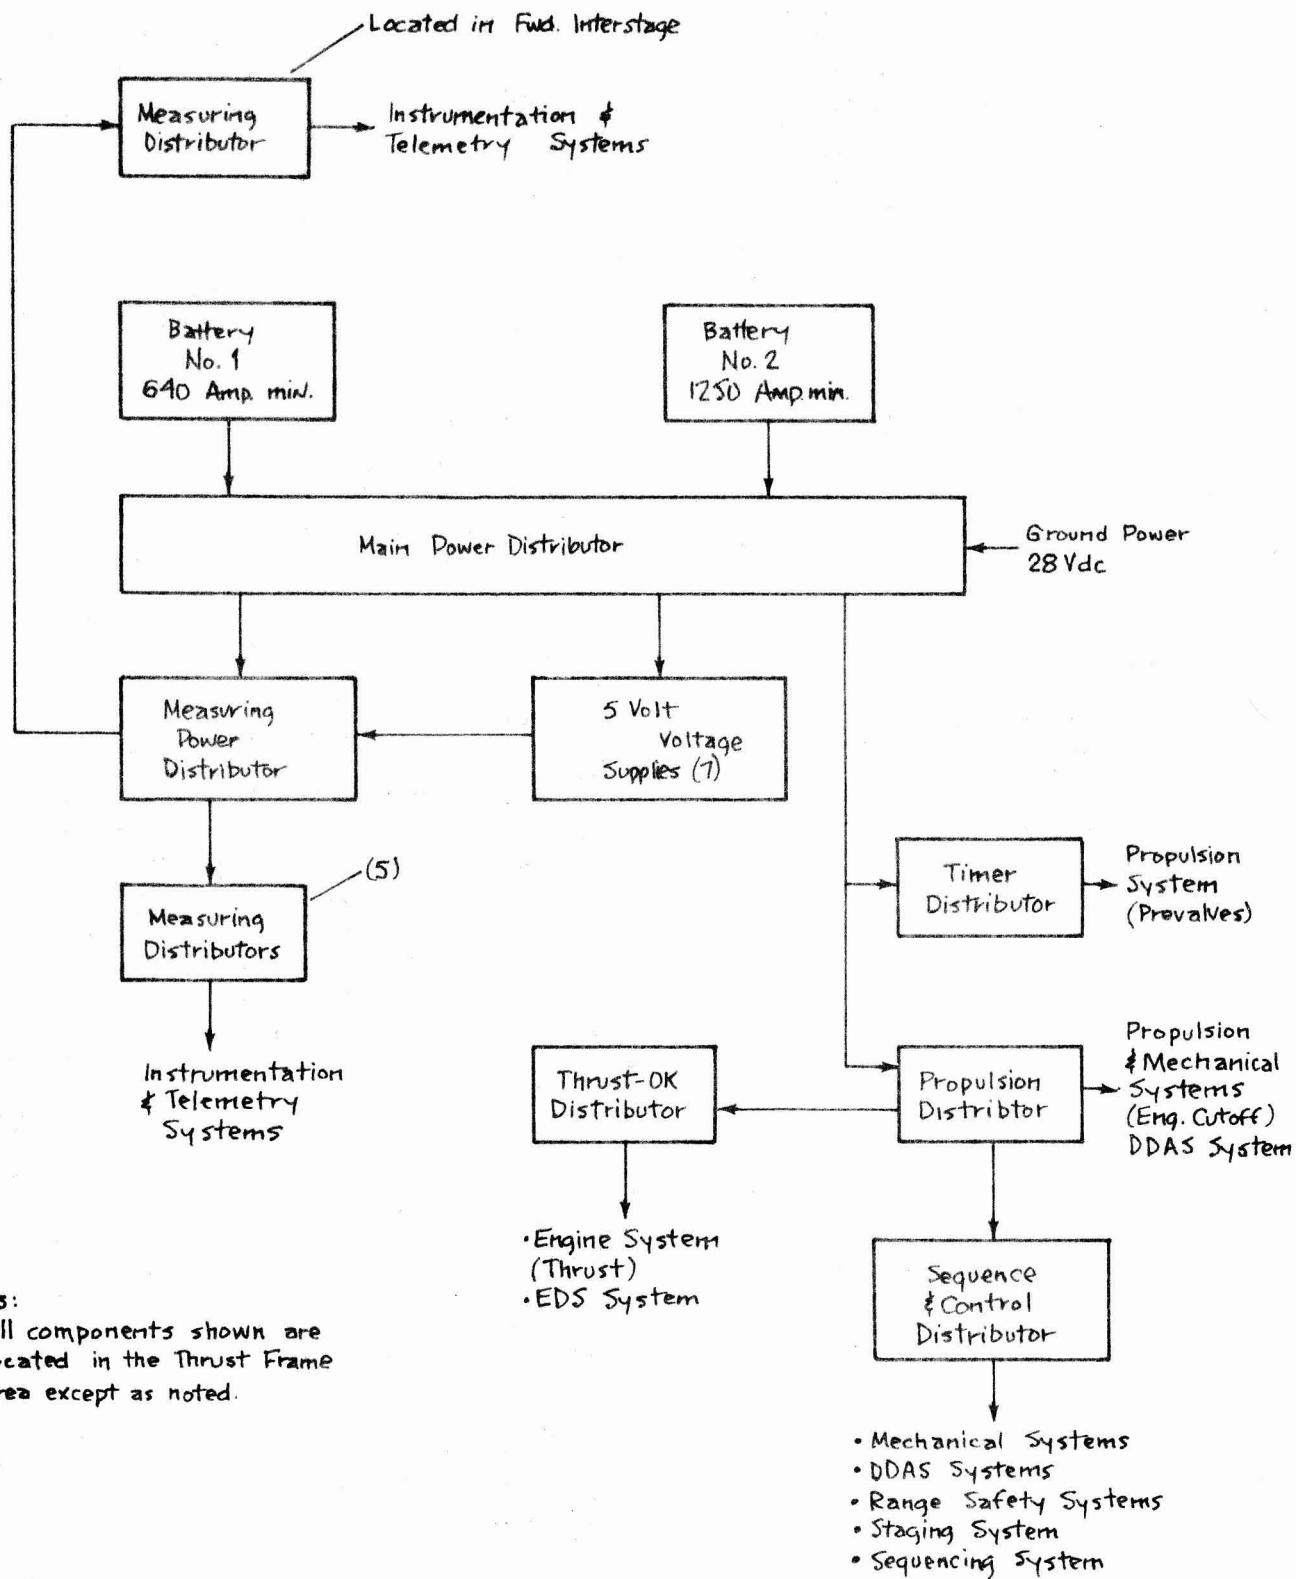 Located in Fwd. Interstage
Measuring
Distributor
Instrumentation &
Telemetry Systems
Battery
No. 1
640 Amp. min.
Battery
No. 2
1250 Amp. min.
Main Power Distributor
Ground Power
28 Vdc
Measuring
Power
Distributor
5 Volt
Voltage
Supplies (7)
(5)
Measuring
Distributors
Timer
Distributor
Propulsion
System
(Prevalves)
Instrumentation
& Telemetry
Systems
Thrust-OK
Distributor
Propulsion
Distribtor
Propulsion
& Mechanical
Systems
(Eng. Cutoff)
DDAS System
• Engine System
(Thrust)
• EDS System
Sequence
& Control
Distributor
s:
ll components shown are
cated in the Thrust Frame
rea except as noted.
• Mechanical Systems
• DDAS Systems
• Range Safety Systems
• Staging System
• Sequencing System